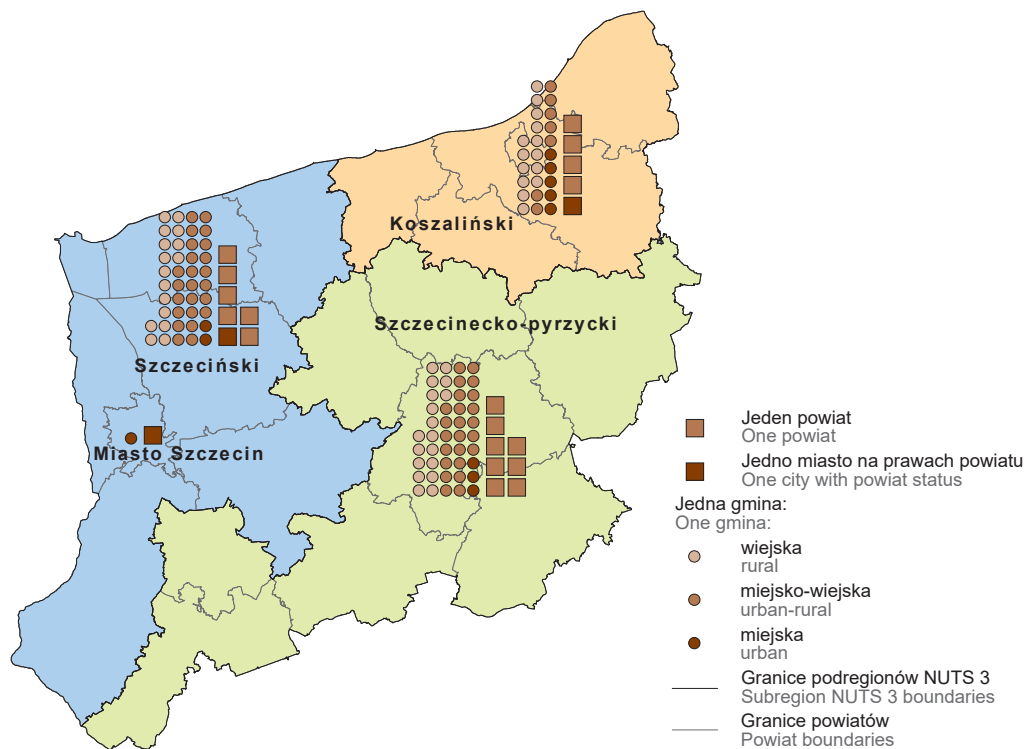 Koszaliński
Szczecinecko-pyrzycki
Szczeciński
Miasto Szczecin
Jeden powiat
One powiat
Jedno miasto na prawach powiatu
One city with powiat status
Jedna gmina:
One gmina:
wiejska
rural
miejsko-wiejska
urban-rural
miejska
urban
Granice podregionów NUTS 3
Subregion NUTS 3 boundaries
Granice powiatów
Powiat boundaries